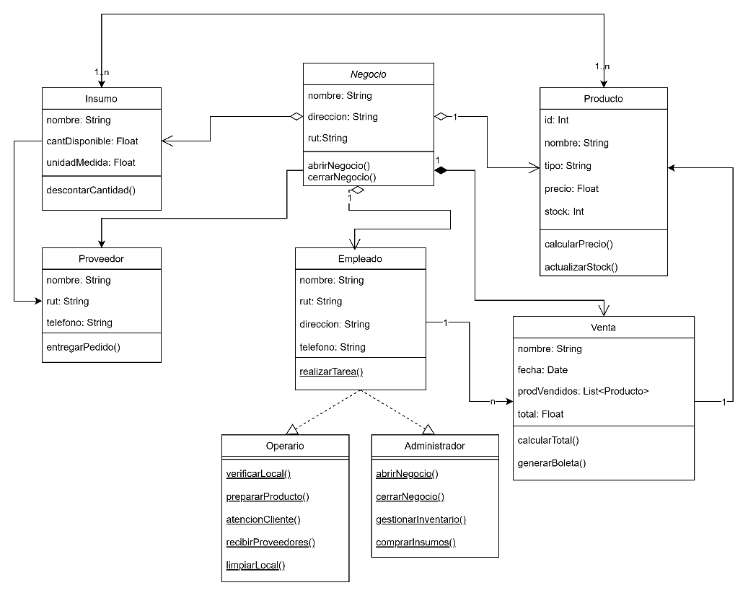 1..n
1..n
Insumo
nombre: String
cantDisponible: Float
unidadMedida: Float
descontarCantidad()
Negocio
nombre: String
direccion: String
rut:String
abrirNegocio()
cerrarNegocio()
1
1
1
Producto
id: Int
nombre: String
tipo: String
precio: Float
stock: Int
calcularPrecio()
actualizarStock()
Proveedor
nombre: String
rut: String
telefono: String
entregarPedido()
Empleado
nombre: String
rut: String
direccion: String
telefono: String
realizarTarea()
1
n
Venta
nombre: String
fecha: Date
prodVendidos: List<Producto>
total: Float
calcularTotal()
generarBoleta()
1
Operario
verificarLocal()
prepararProducto()
atencionCliente()
recibirProveedores()
limpiarLocal()
Administrador
abrirNegocio()
cerrarNegocio()
gestionarInventario()
comprarInsumos()